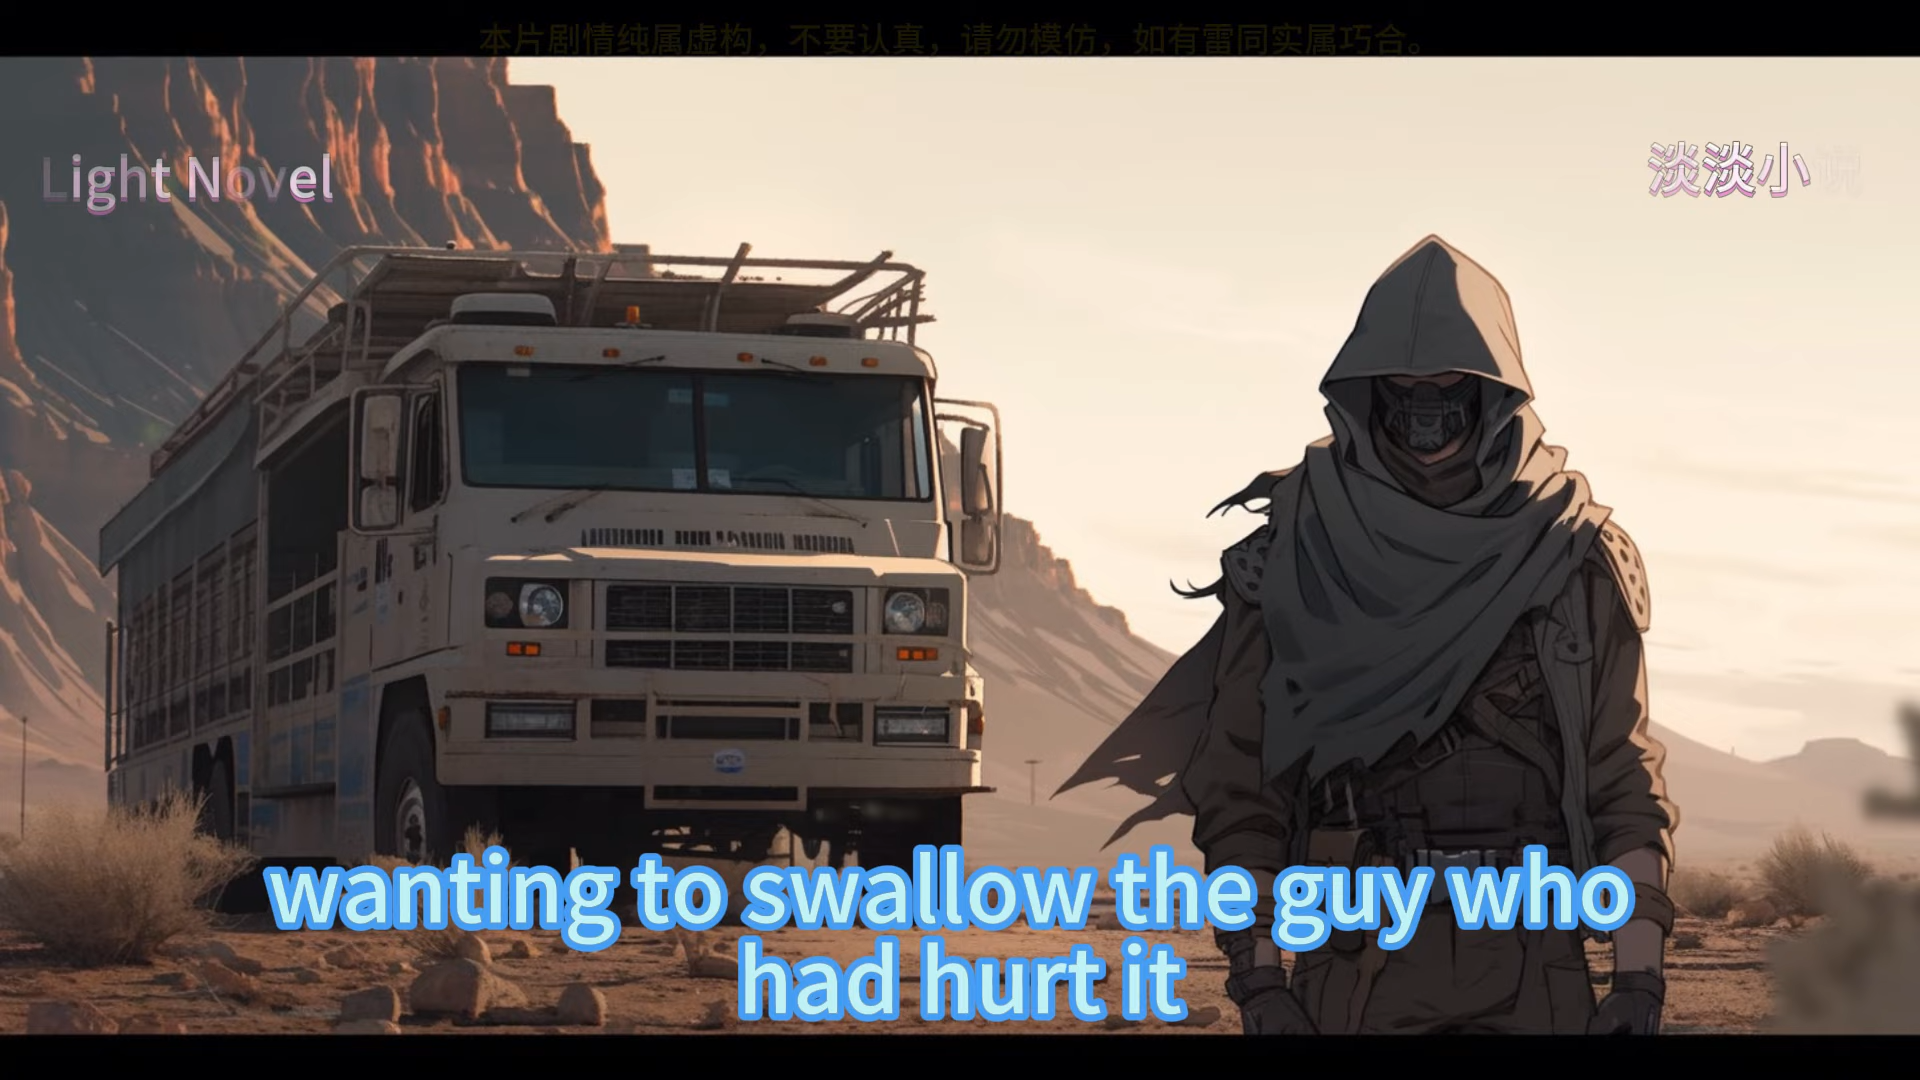 本片剧情纯属虚构，不要认真，请勿模仿，如有雷同实属巧合。
Light Novel
淡淡小说
wanting to swallow the guy who
had hurt it